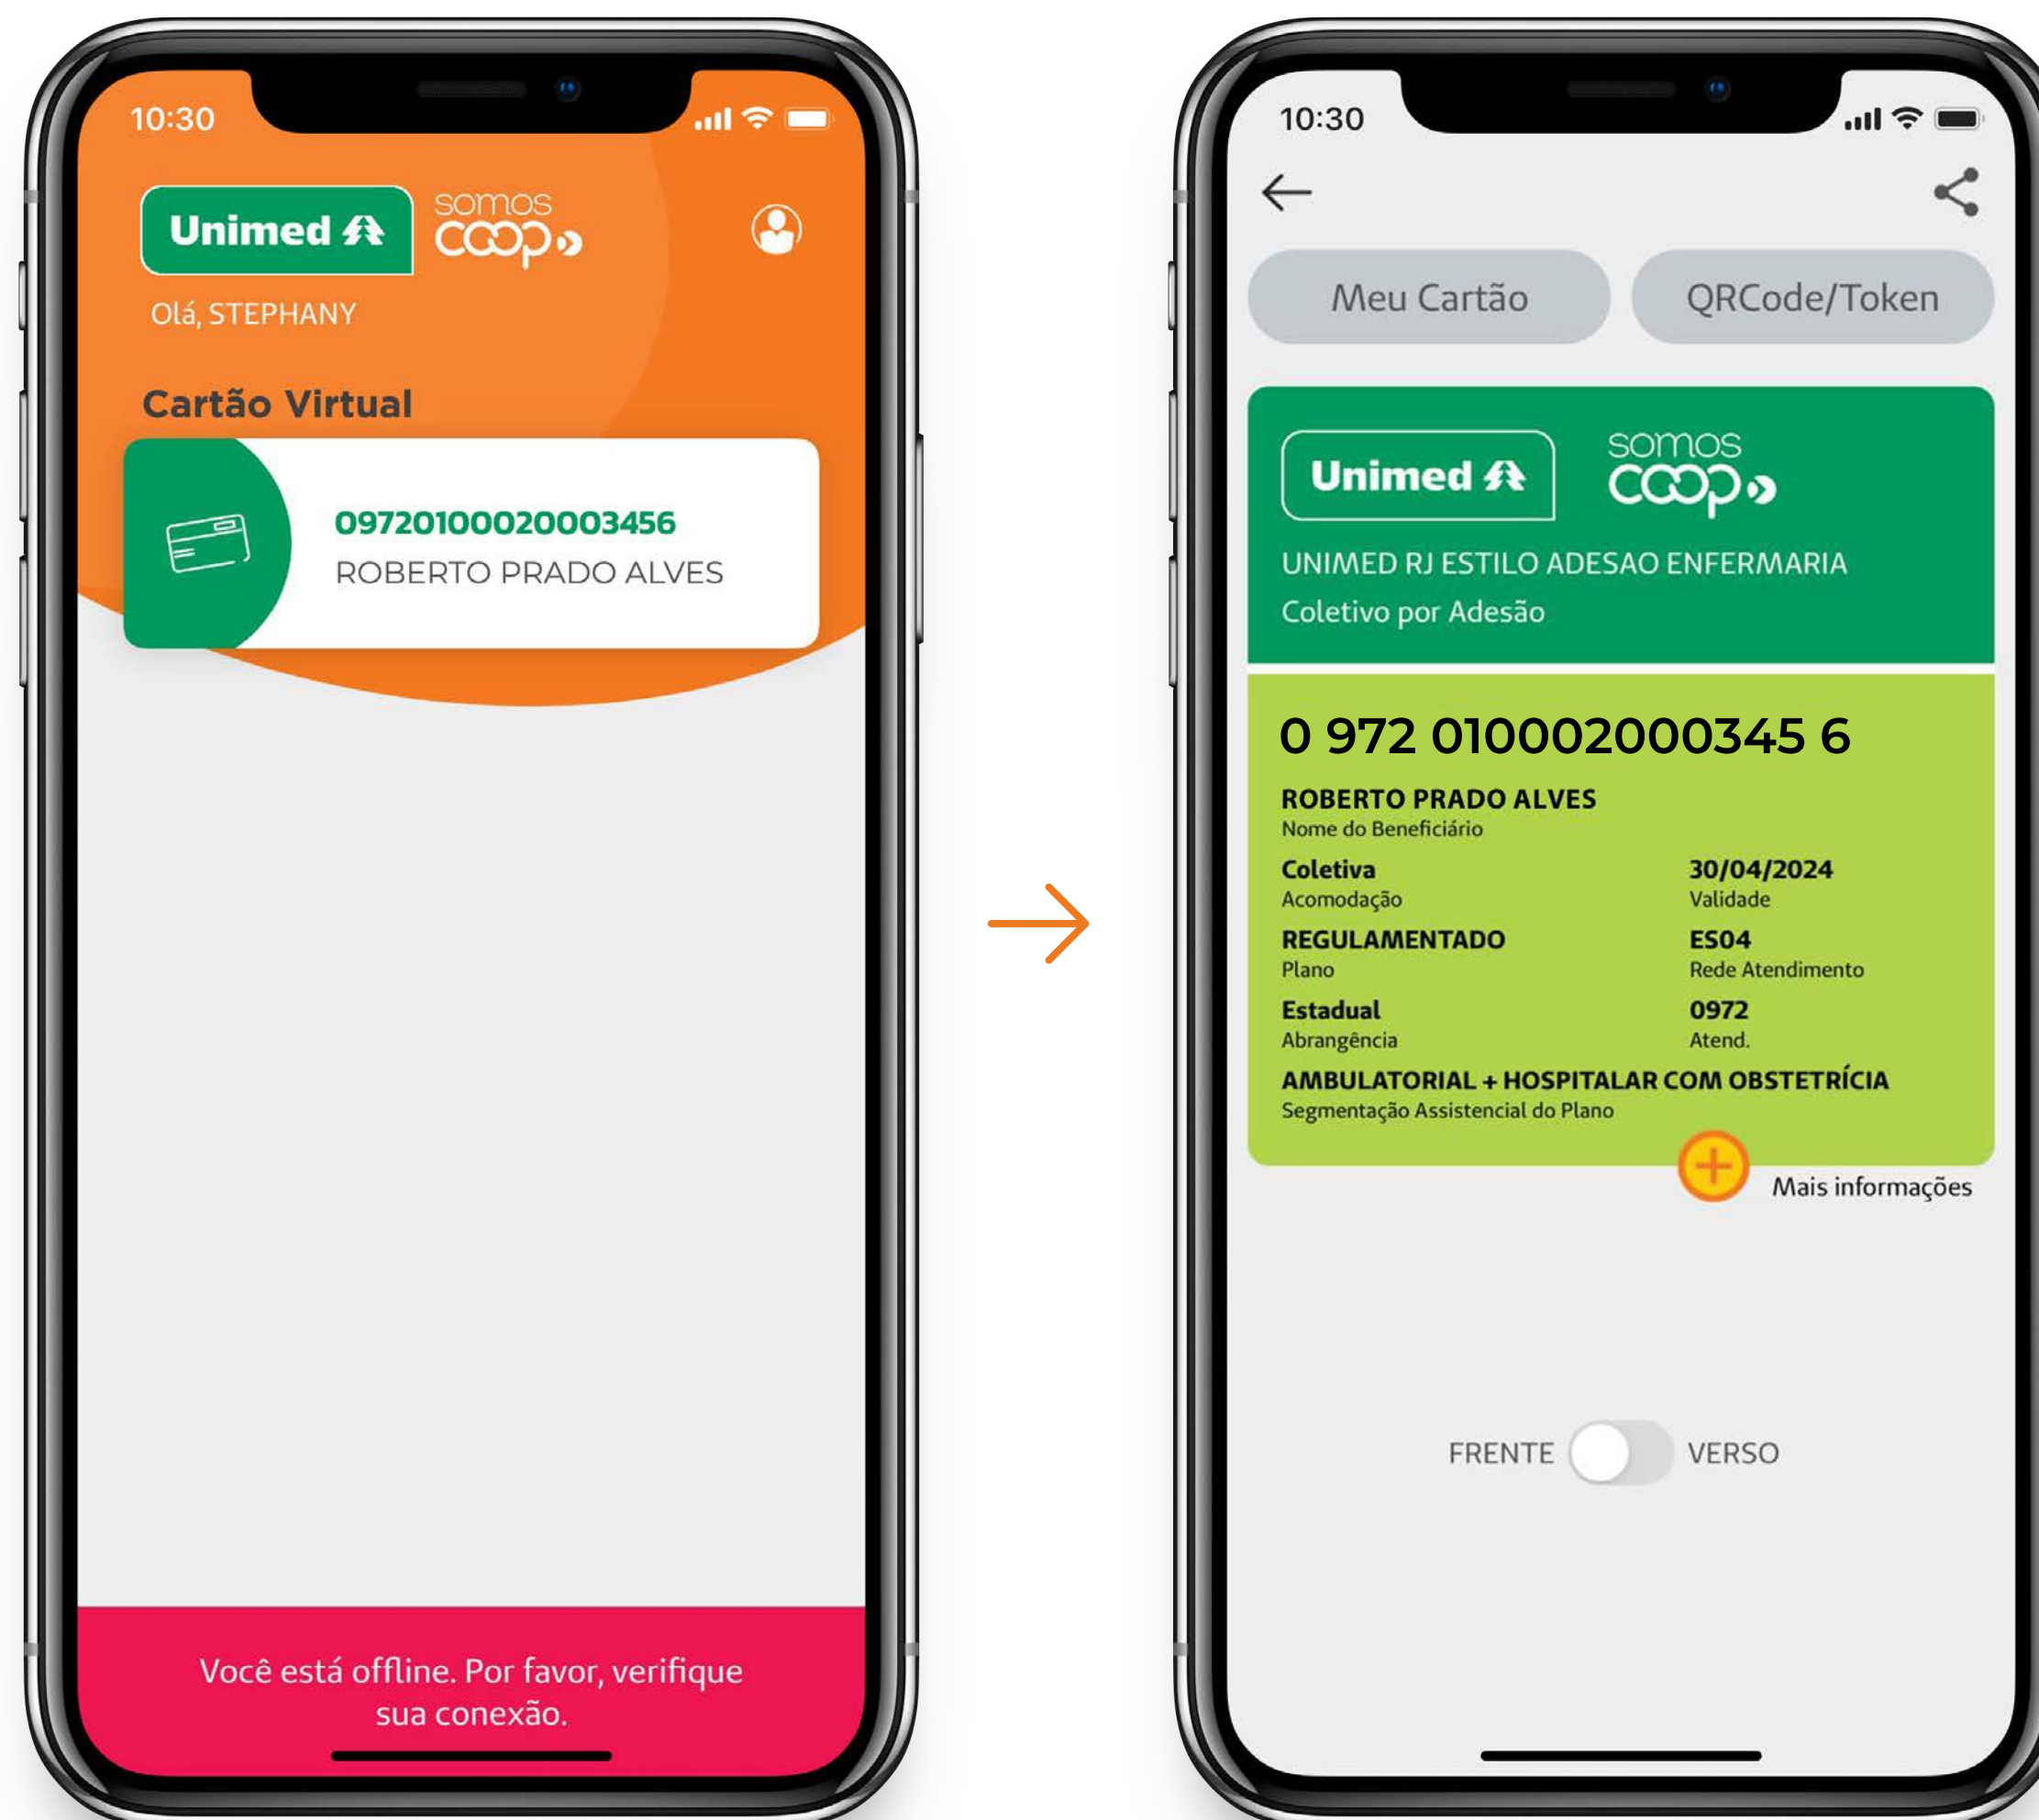 10:30
Unimed
somos
coop
Olá, STEPHANY
Cartão Virtual
09720100020003456
ROBERTO PRADO ALVES
Você está offline. Por favor, verifique
sua conexão.
10:30
Meu Cartão
QRCode/Token
Unimed
somos
coop
UNIMED RJ ESTILO ADESAO ENFERMARIA
Coletivo por Adesão
0 972 010002000345 6
ROBERTO PRADO ALVES
Nome do Beneficiário
Coletiva
Acomodação
30/04/2024
Validade
REGULAMENTADO
Plano
ES04
Rede Atendimento
Estadual
Abrangência
0972
Atend.
AMBULATORIAL + HOSPITALAR COM OBSTETRÍCIA
Segmentação Assistencial do Plano
Mais informações
FRENTE
VERSO